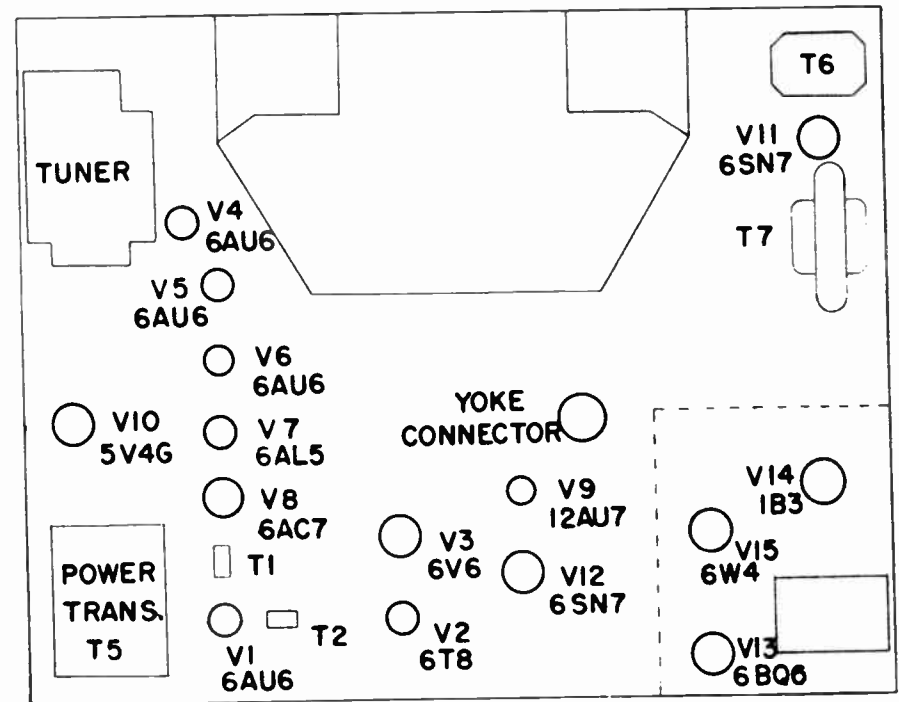 T6
V11
6SN7
TUNER
V4
6AU6
T7
V5
6AU6
V6
6AU6
YOKE
CONNECTOR
V10
5V4G
V7
6AL5
V8
6AC7
V9
12AU7
V14
1B3
V3
6V6
V15
6W4
T1
POWER
TRANS.
T5
V12
6SN7
T2
V2
6T8
V1
6AU6
V13
6BQ6